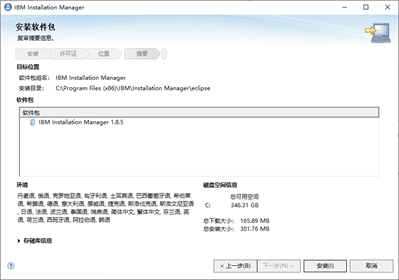 IBM Installation Manager
安装软件包
复审摘要信息。
安装 许可证 位置 摘要
目标位置
软件包组名: IBM Installation Manager
安装目录: C:\Program Files (x86)\IBM\Installation Manager\eclipse
软件包
软件包
IBM Installation Manager 1.8.5
环境
丹麦语, 俄语, 克罗地亚语, 匈牙利语, 土耳其语, 巴西葡萄牙语, 希伯莱
语, 希腊语, 德语, 意大利语, 挪威语, 捷克语, 斯洛伐克语, 斯洛文尼亚语
, 日语, 法语, 波兰语, 泰国语, 瑞典语, 简体中文, 繁体中文, 芬兰语, 英
语, 荷兰语, 西班牙语, 阿拉伯语, 韩语
磁盘空间信息
总可用空间
C: 346.31 GB
总下载大小: 165.89 MB
总安装大小: 301.76 MB
存储库信息
< 上一步(B) 下一步(N) > 安装(I) 取消